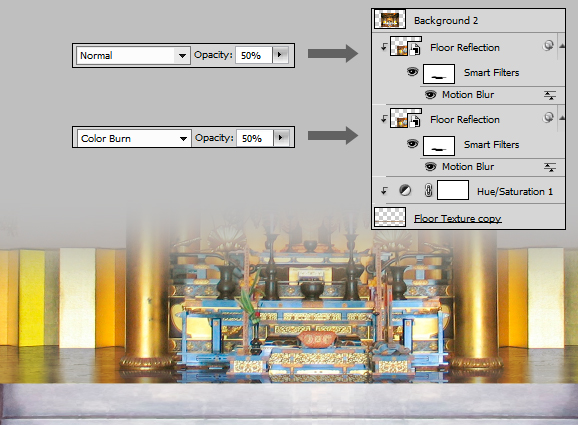 Background 2
Normal Opacity: 50%
Floor Reflection
Smart Filters
Motion Blur
Color Burn Opacity: 50%
Floor Reflection
Smart Filters
Motion Blur
Hue/Saturation 1
Floor Texture copy